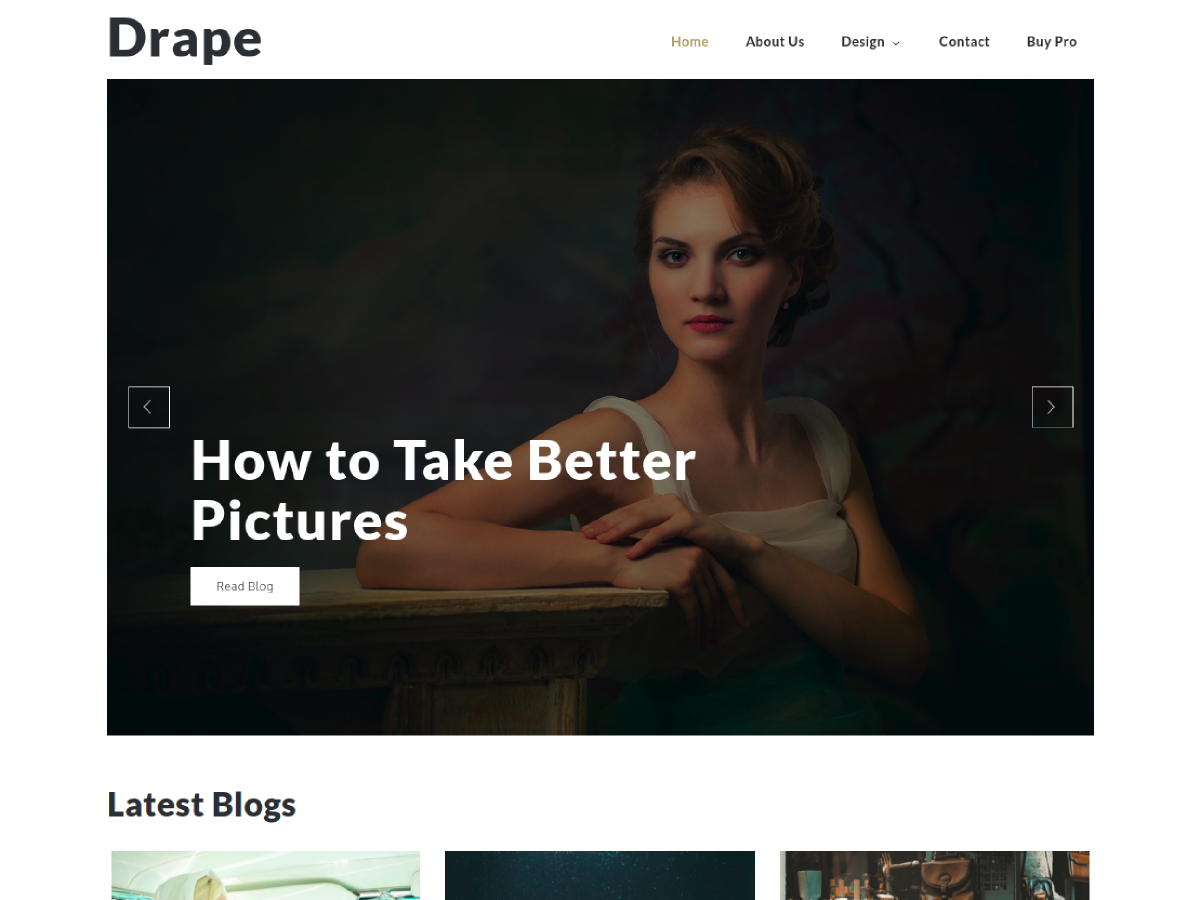 Drape
Home About Us Design Contact Buy Pro
How to Take Better
Pictures
Read Blog
Latest Blogs